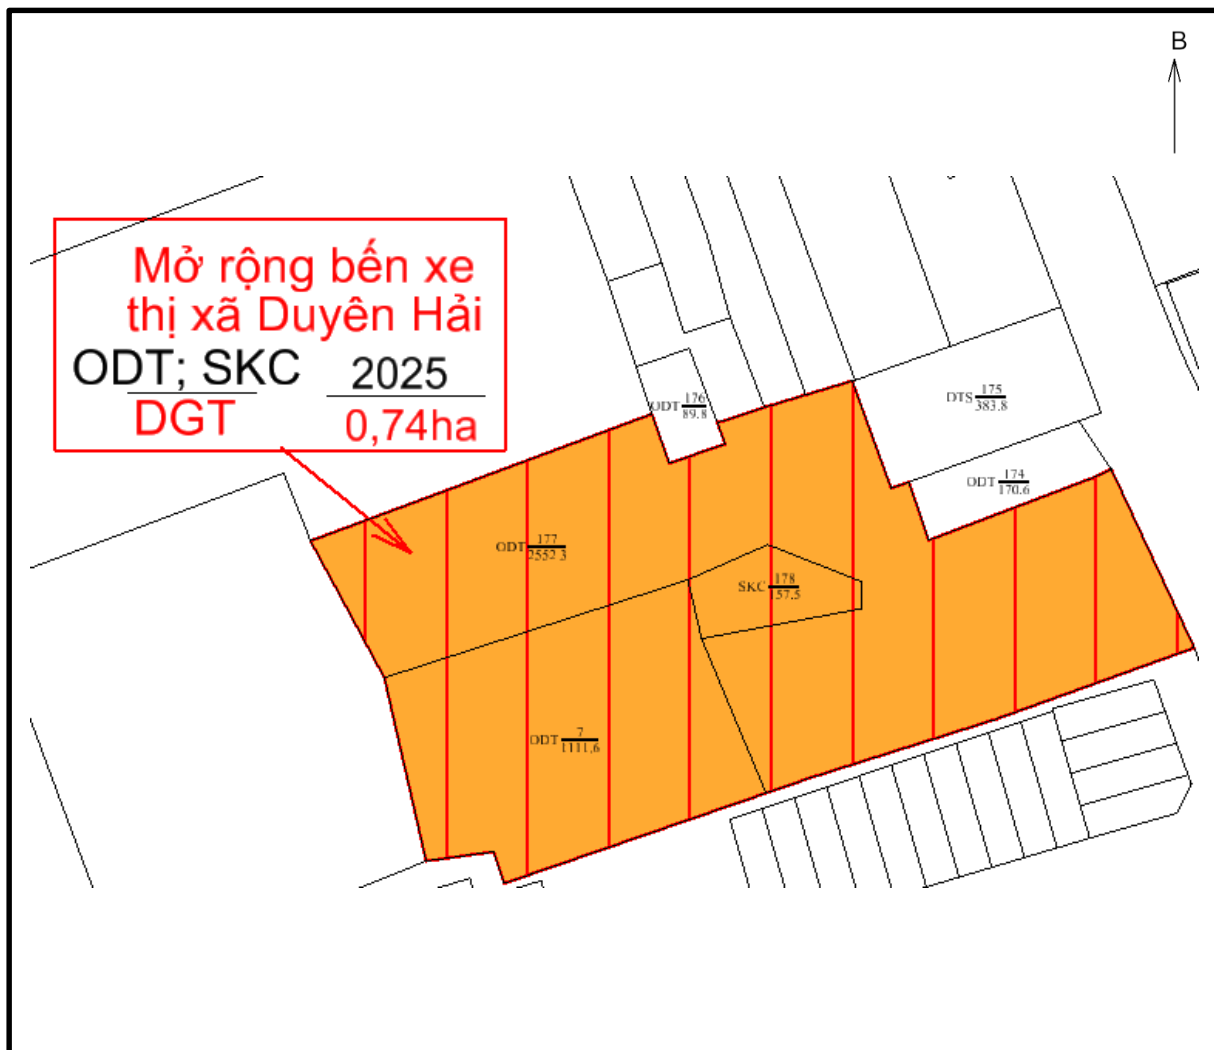 B
Mở rộng bến xe
thị xã Duyên Hải
ODT; SKC 2025
DGT 0,74ha
ODT 176
89.8
DTS 175
383.8
ODT 174
170.6
ODT 177
2552.3
SKC 178
157.5
ODT 7
1111.6